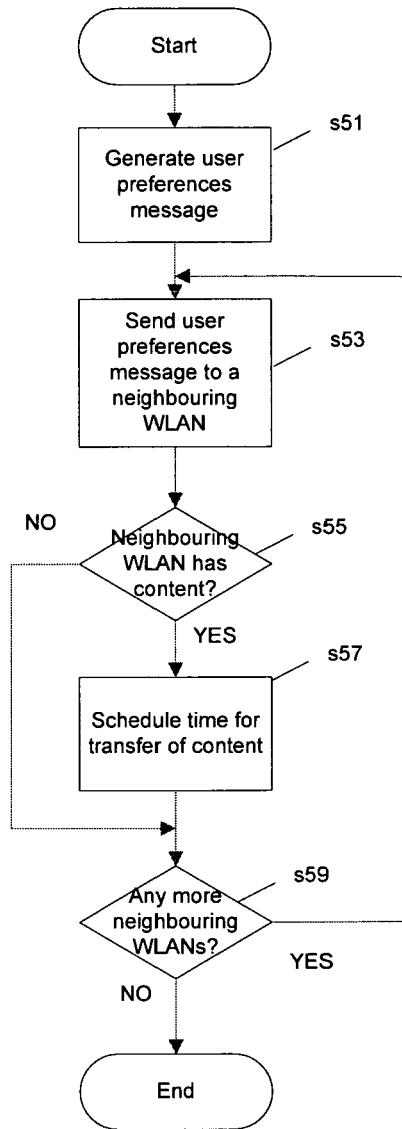 Start
s51
Generate user
preferences
message
Send user
preferences
message to a
neighbouring
WLAN
s53
NO
Neighbouring
WLAN has
content?
s55
YES
s57
Schedule time for
transfer of content
s59
Any more
neighbouring
WLANs?
YES
NO
End